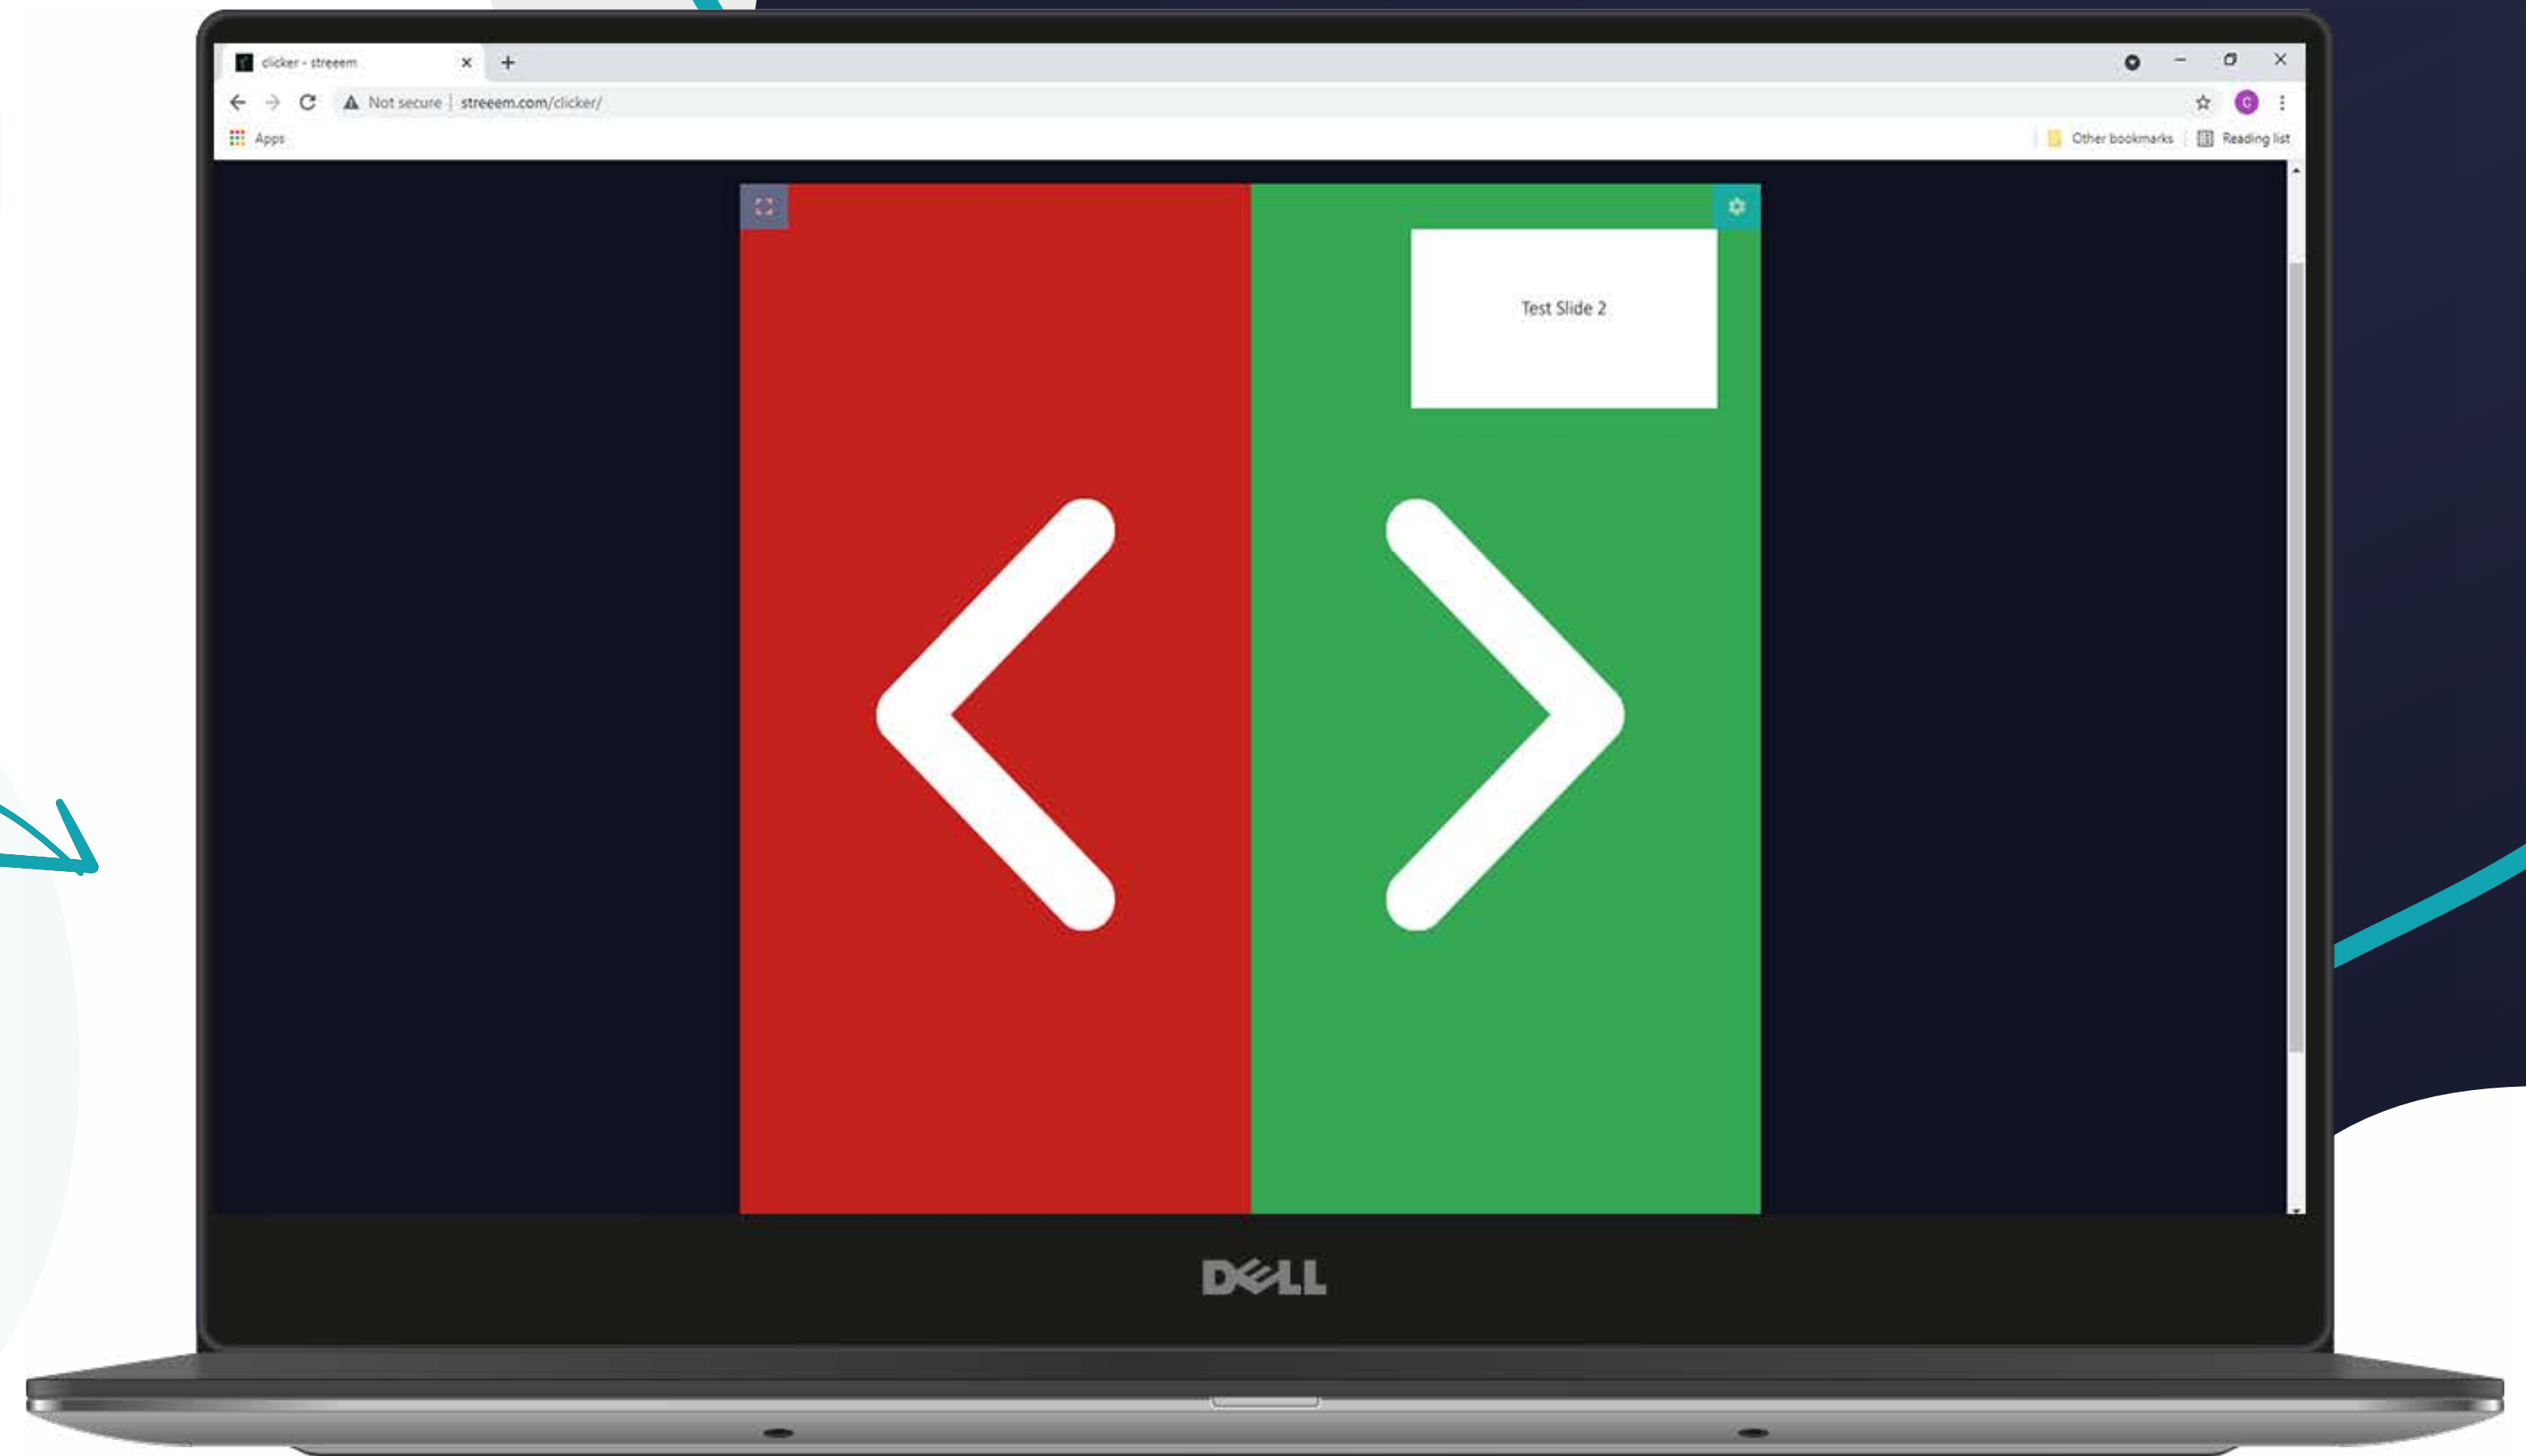 clicker - streeem
Not secure | streeem.com/clicker/
C
Apps
Other bookmarks
Reading list
Test Slide 2
DELL